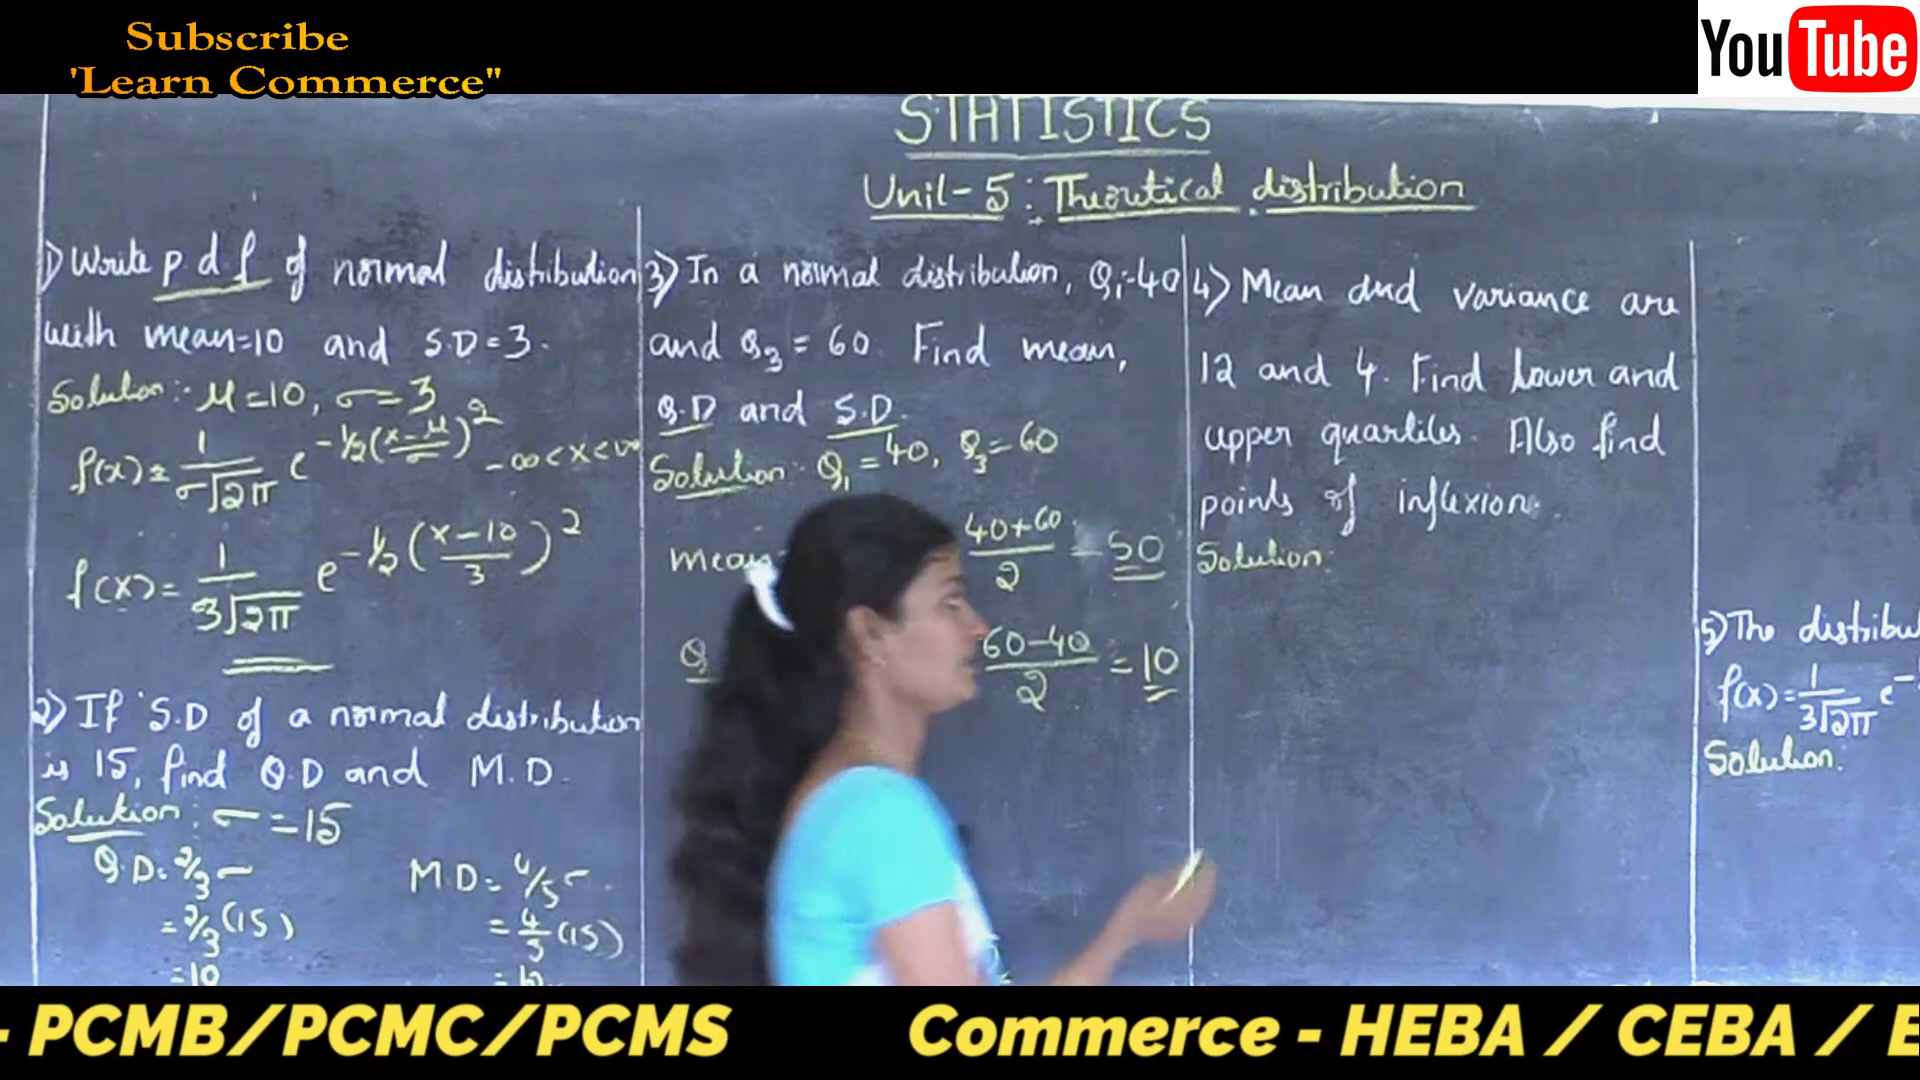 Subscribe
'Learn Commerce"
YouTube
STATISTICS
Unit-5: Theoretical distribution
1) Write p.d.f of normal distribution
with mean=10 and S.D=3.
Solution:- μ=10, σ=3
f(x)= 1/σ√2π e^-1/2(x-μ/σ)^2 -∞<x<∞
f(x)= 1/3√2π e^-1/2(x-10/3)^2
2) If S.D of a normal distribution
is 15, find Q.D and M.D.
Solution: σ=15
Q.D= 2/3 σ
= 2/3 (15)
=10
M.D= 4/5 σ.
= 4/5 (15)
3) In a normal distribution, Q₁=40
and Q₃=60. Find mean,
Q.D and S.D.
Solution: Q₁=40, Q₃=60
mean= 40+60/2 =50
Q 60-40/2 =10
4) Mean and variance are
12 and 4. Find Lower and
upper quartiles. Also find
points of inflexion.
Solution:
5) The distribu
f(x)= 1/3√2π e^-
Solution:
- PCMB/PCMC/PCMS Commerce - HEBA / CEBA / E